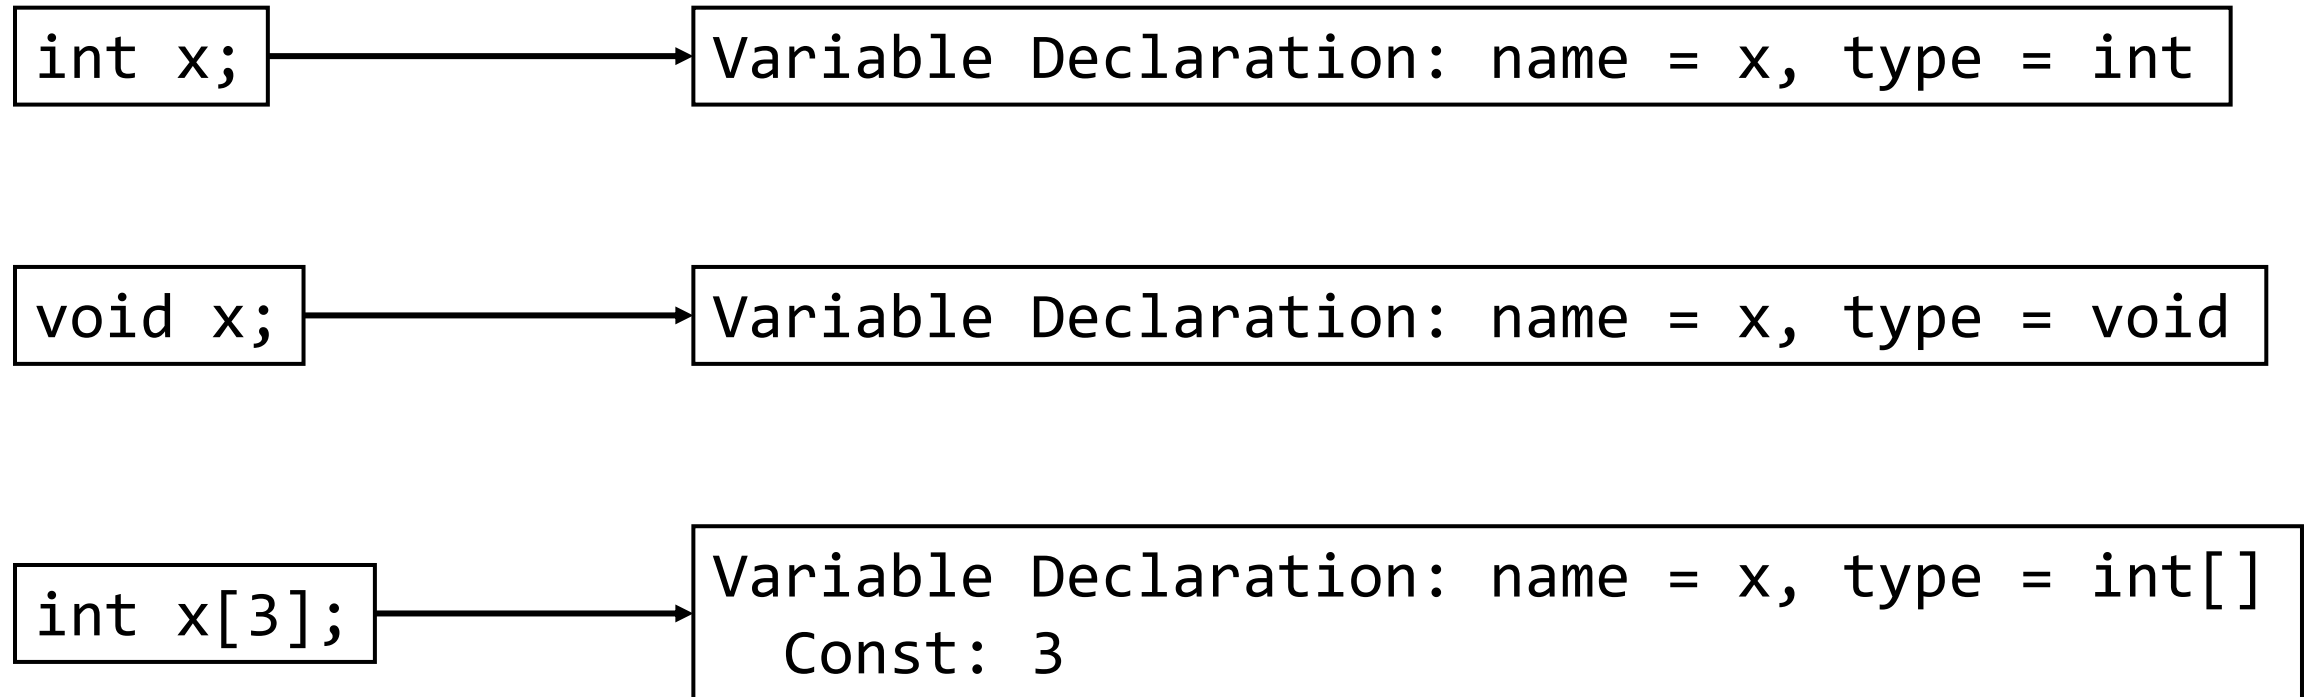 int x;
Variable Declaration: name = x, type = int
void x;
Variable Declaration: name = x, type = void
int x[3];
Variable Declaration: name = x, type = int[]
Const: 3